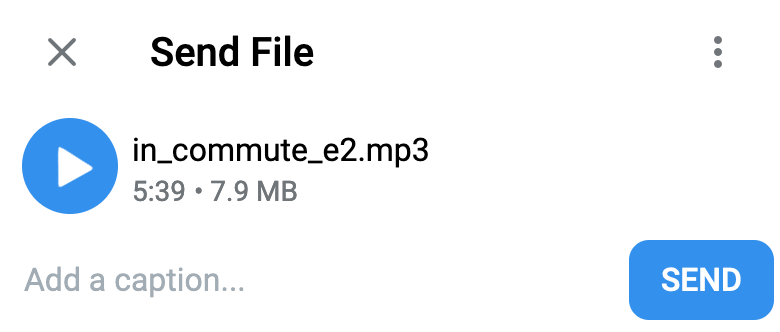 Send File
in_commute_e2.mp3
5:39 • 7.9 MB
Add a caption...
SEND